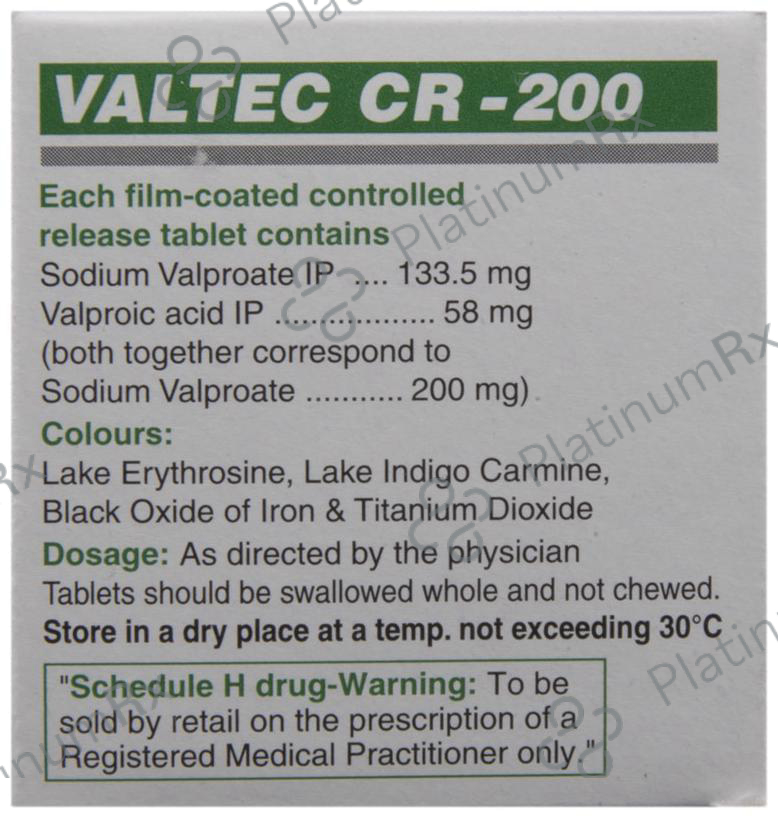 VALTEC CR - 200
Each film-coated controlled
release tablet contains
Sodium Valproate IP .... 133.5 mg
Valproic acid IP .................. 58 mg
(both together correspond to
Sodium Valproate ........... 200 mg)
Colours:
Lake Erythrosine, Lake Indigo Carmine,
Black Oxide of Iron & Titanium Dioxide
Dosage: As directed by the physician
Tablets should be swallowed whole and not chewed.
Store in a dry place at a temp. not exceeding 30°C
"Schedule H drug-Warning: To be
sold by retail on the prescription of a
Registered Medical Practitioner only."
PlatinumRx
PlatinumRx